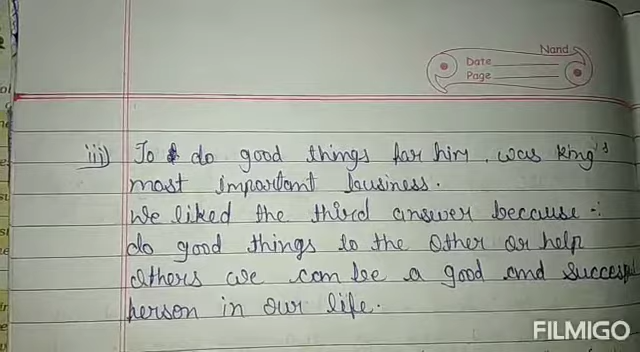 Nand
Date
Page
iii) To do good things for him, was king's
most important business.
We liked the third answer because :-
do good things to the other or help
others we can be a good and successful
person in our life.
FILMIGO